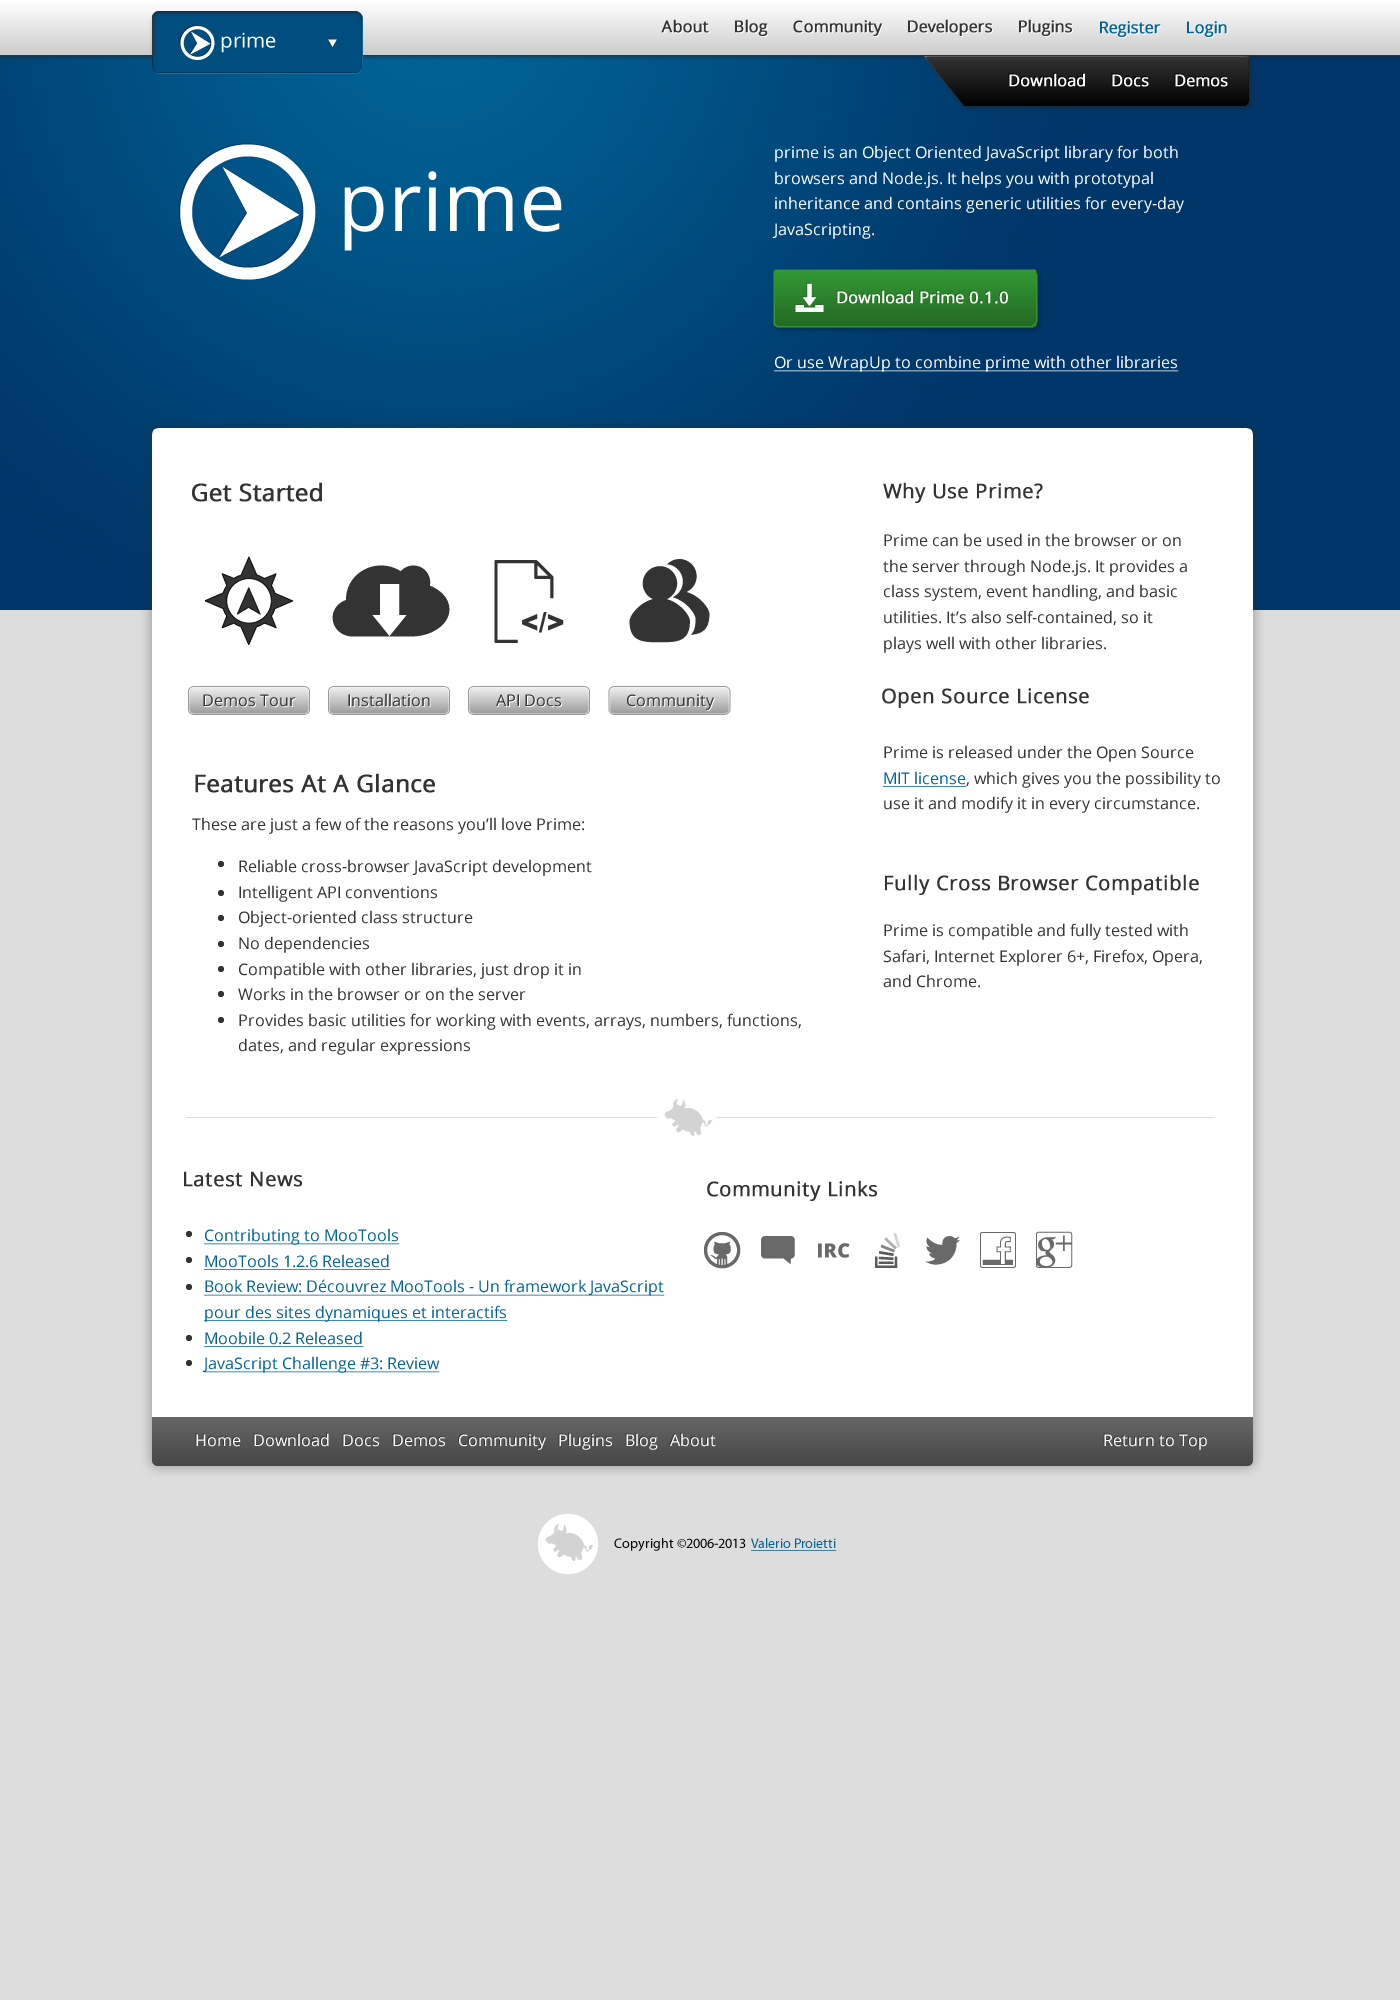 prime ▼
About Blog Community Developers Plugins Register Login
Download Docs Demos
prime
prime is an Object Oriented JavaScript library for both
browsers and Node.js. It helps you with prototypal
inheritance and contains generic utilities for every-day
JavaScripting.
Download Prime 0.1.0
Or use WrapUp to combine prime with other libraries
Get Started
</>
Demos Tour
Installation
API Docs
Community
Features At A Glance
These are just a few of the reasons you’ll love Prime:
• Reliable cross-browser JavaScript development
• Intelligent API conventions
• Object-oriented class structure
• No dependencies
• Compatible with other libraries, just drop it in
• Works in the browser or on the server
• Provides basic utilities for working with events, arrays, numbers, functions,
dates, and regular expressions
Why Use Prime?
Prime can be used in the browser or on
the server through Node.js. It provides a
class system, event handling, and basic
utilities. It’s also self-contained, so it
plays well with other libraries.
Open Source License
Prime is released under the Open Source
MIT license, which gives you the possibility to
use it and modify it in every circumstance.
Fully Cross Browser Compatible
Prime is compatible and fully tested with
Safari, Internet Explorer 6+, Firefox, Opera,
and Chrome.
Latest News
• Contributing to MooTools
• MooTools 1.2.6 Released
• Book Review: Découvrez MooTools - Un framework JavaScript
pour des sites dynamiques et interactifs
• Moobile 0.2 Released
• JavaScript Challenge #3: Review
Community Links
IRC f g+
Home Download Docs Demos Community Plugins Blog About Return to Top
Copyright ©2006-2013 Valerio Proietti